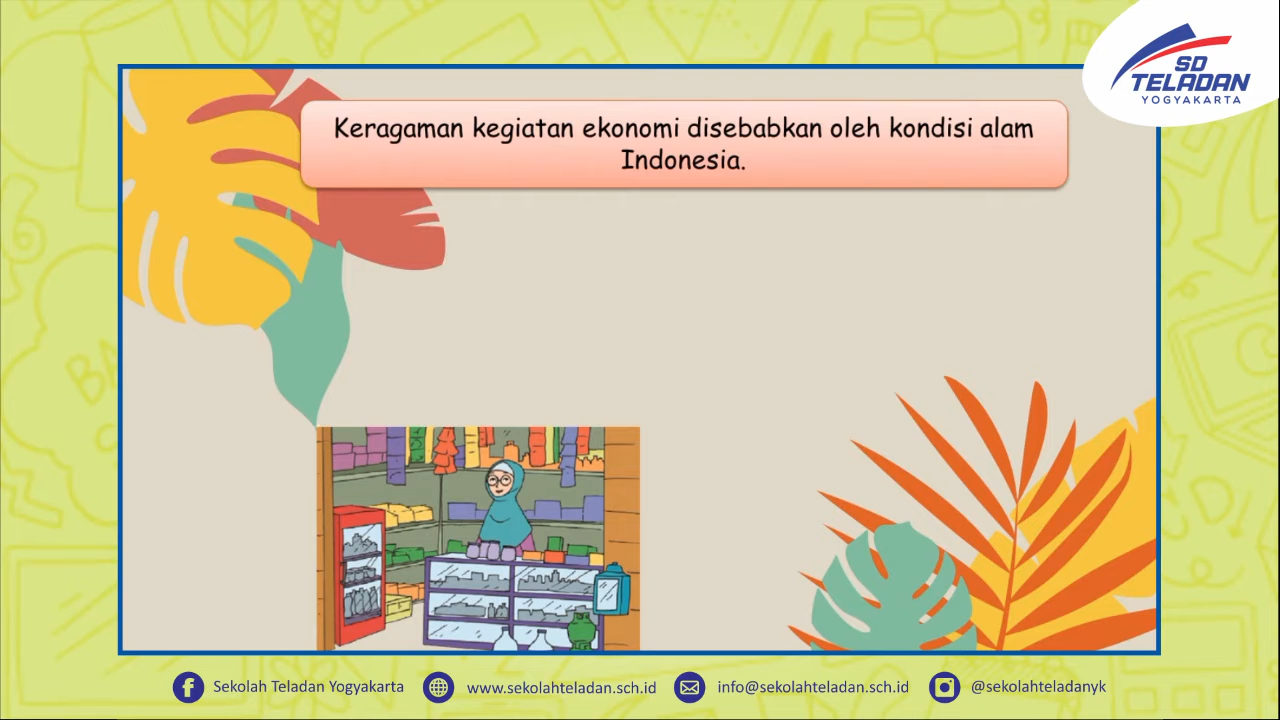 SD
TELADAN
YOGYAKARTA
Keragaman kegiatan ekonomi disebabkan oleh kondisi alam
Indonesia.
Sekolah Teladan Yogyakarta
www.sekolahteladan.sch.id
info@sekolahteladan.sch.id
@sekolahteladanyk